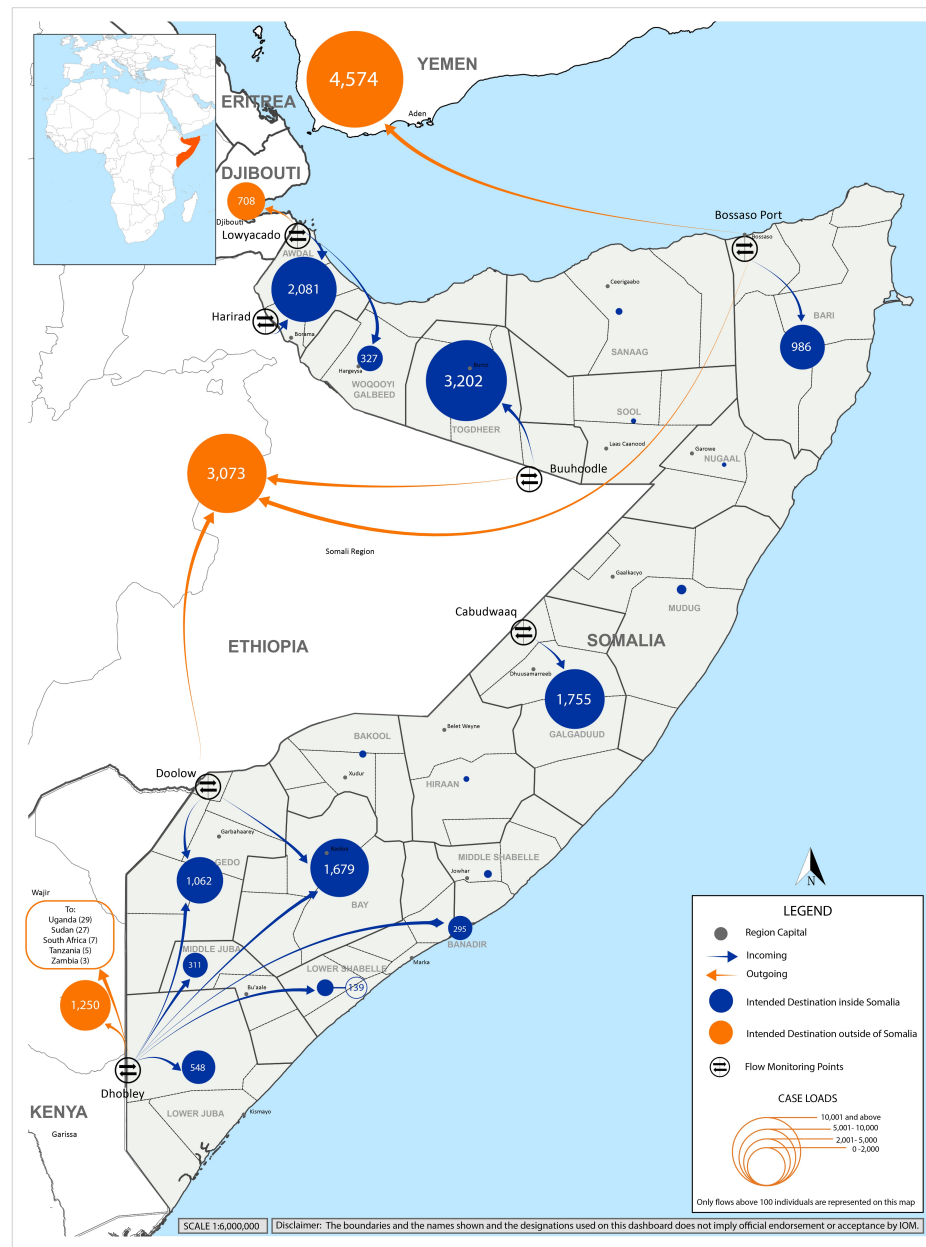 4,574
YEMEN
ERITREA
Aden
DJIBOUTI
708
Djibouti
Lowyacado
Bossaso Port
Bossaso
AWDAL
Ceerigaabo
2,081
Harirad
BARI
Borama
986
327
SANAAG
Hargeysa
3,202
WOQOOYI
GALBEED
SOOL
TOGDHEER
Laas Caanood
Garowe
NUGAAL
Buuhoodle
3,073
Somali Region
Gaalkacyo
MUDUG
Cabudwaaq
SOMALIA
ETHIOPIA
Dhuusamarreeb
1,755
GALGADUUD
Belet Weyne
BAKOOL
Doolow
Xudur
HIRAAN
Garbahaarey
MIDDLE SHABELLE
GEDO
1,679
Jowhar
1,062
Wajir
BAY
To:
Uganda (29)
Sudan (27)
South Africa (7)
Tanzania (5)
Zambia (3)
295
BANADIR
MIDDLE JUBA
Marka
311
LOWER SHABELLE
139
Bu'aale
1,250
548
Dhobley
KENYA
LOWER JUBA
Kismayo
Garissa
N
LEGEND
Region Capital
Incoming
Outgoing
Intended Destination inside Somalia
Intended Destination outside of Somalia
Flow Monitoring Points
CASE LOADS
10,001 and above
5,001- 10,000
2,001- 5,000
0 -2,000
Only flows above 100 individuals are represented on this map
SCALE 1:6,000,000
Disclaimer: The boundaries and the names shown and the designations used on this dashboard does not imply official endorsement or acceptance by IOM.